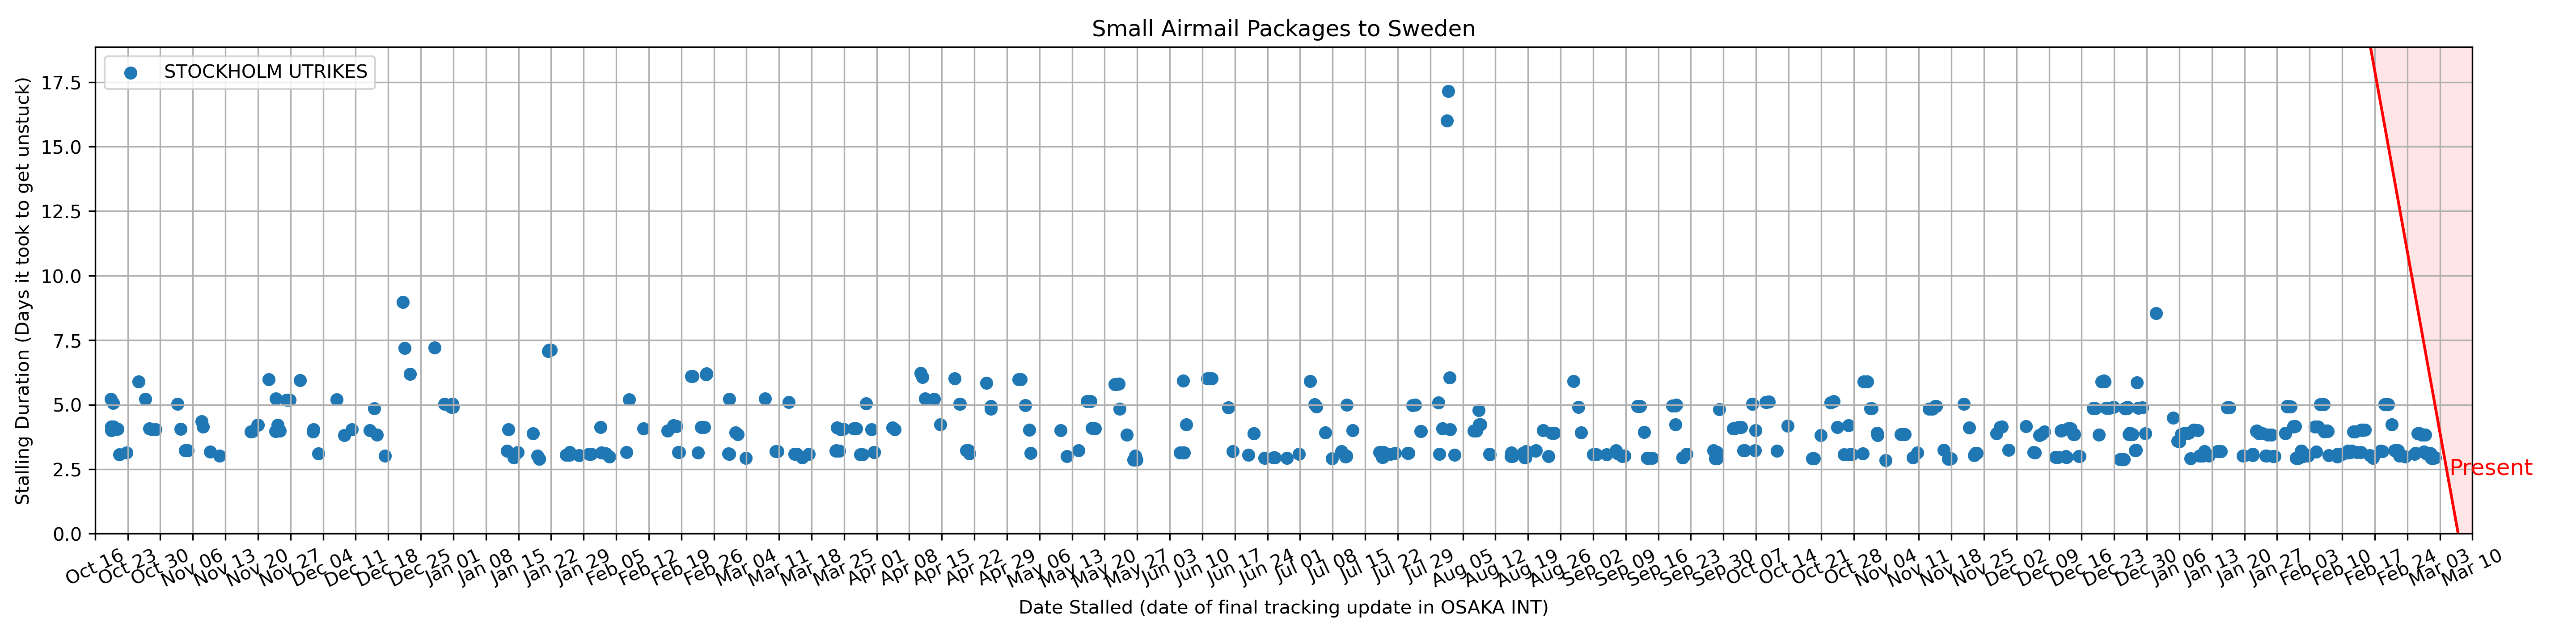 Small Airmail Packages to Sweden
STOCKHOLM UTRIKES
Stalling Duration (Days it took to get unstuck)
17.5
15.0
12.5
10.0
7.5
5.0
2.5
0.0
Present
Oct 16
Oct 23
Oct 30
Nov 06
Nov 13
Nov 20
Nov 27
Dec 04
Dec 11
Dec 18
Dec 25
Jan 01
Jan 08
Jan 15
Jan 22
Jan 29
Feb 05
Feb 12
Feb 19
Feb 26
Mar 04
Mar 11
Mar 18
Mar 25
Apr 01
Apr 08
Apr 15
Apr 22
Apr 29
May 06
May 13
May 20
May 27
Jun 03
Jun 10
Jun 17
Jun 24
Jul 01
Jul 08
Jul 15
Jul 22
Jul 29
Aug 05
Aug 12
Aug 19
Aug 26
Sep 02
Sep 09
Sep 16
Sep 23
Sep 30
Oct 07
Oct 14
Oct 21
Oct 28
Nov 04
Nov 11
Nov 18
Nov 25
Dec 02
Dec 09
Dec 16
Dec 23
Dec 30
Jan 06
Jan 13
Jan 20
Jan 27
Feb 03
Feb 10
Feb 17
Feb 24
Mar 03
Mar 10
Date Stalled (date of final tracking update in OSAKA INT)